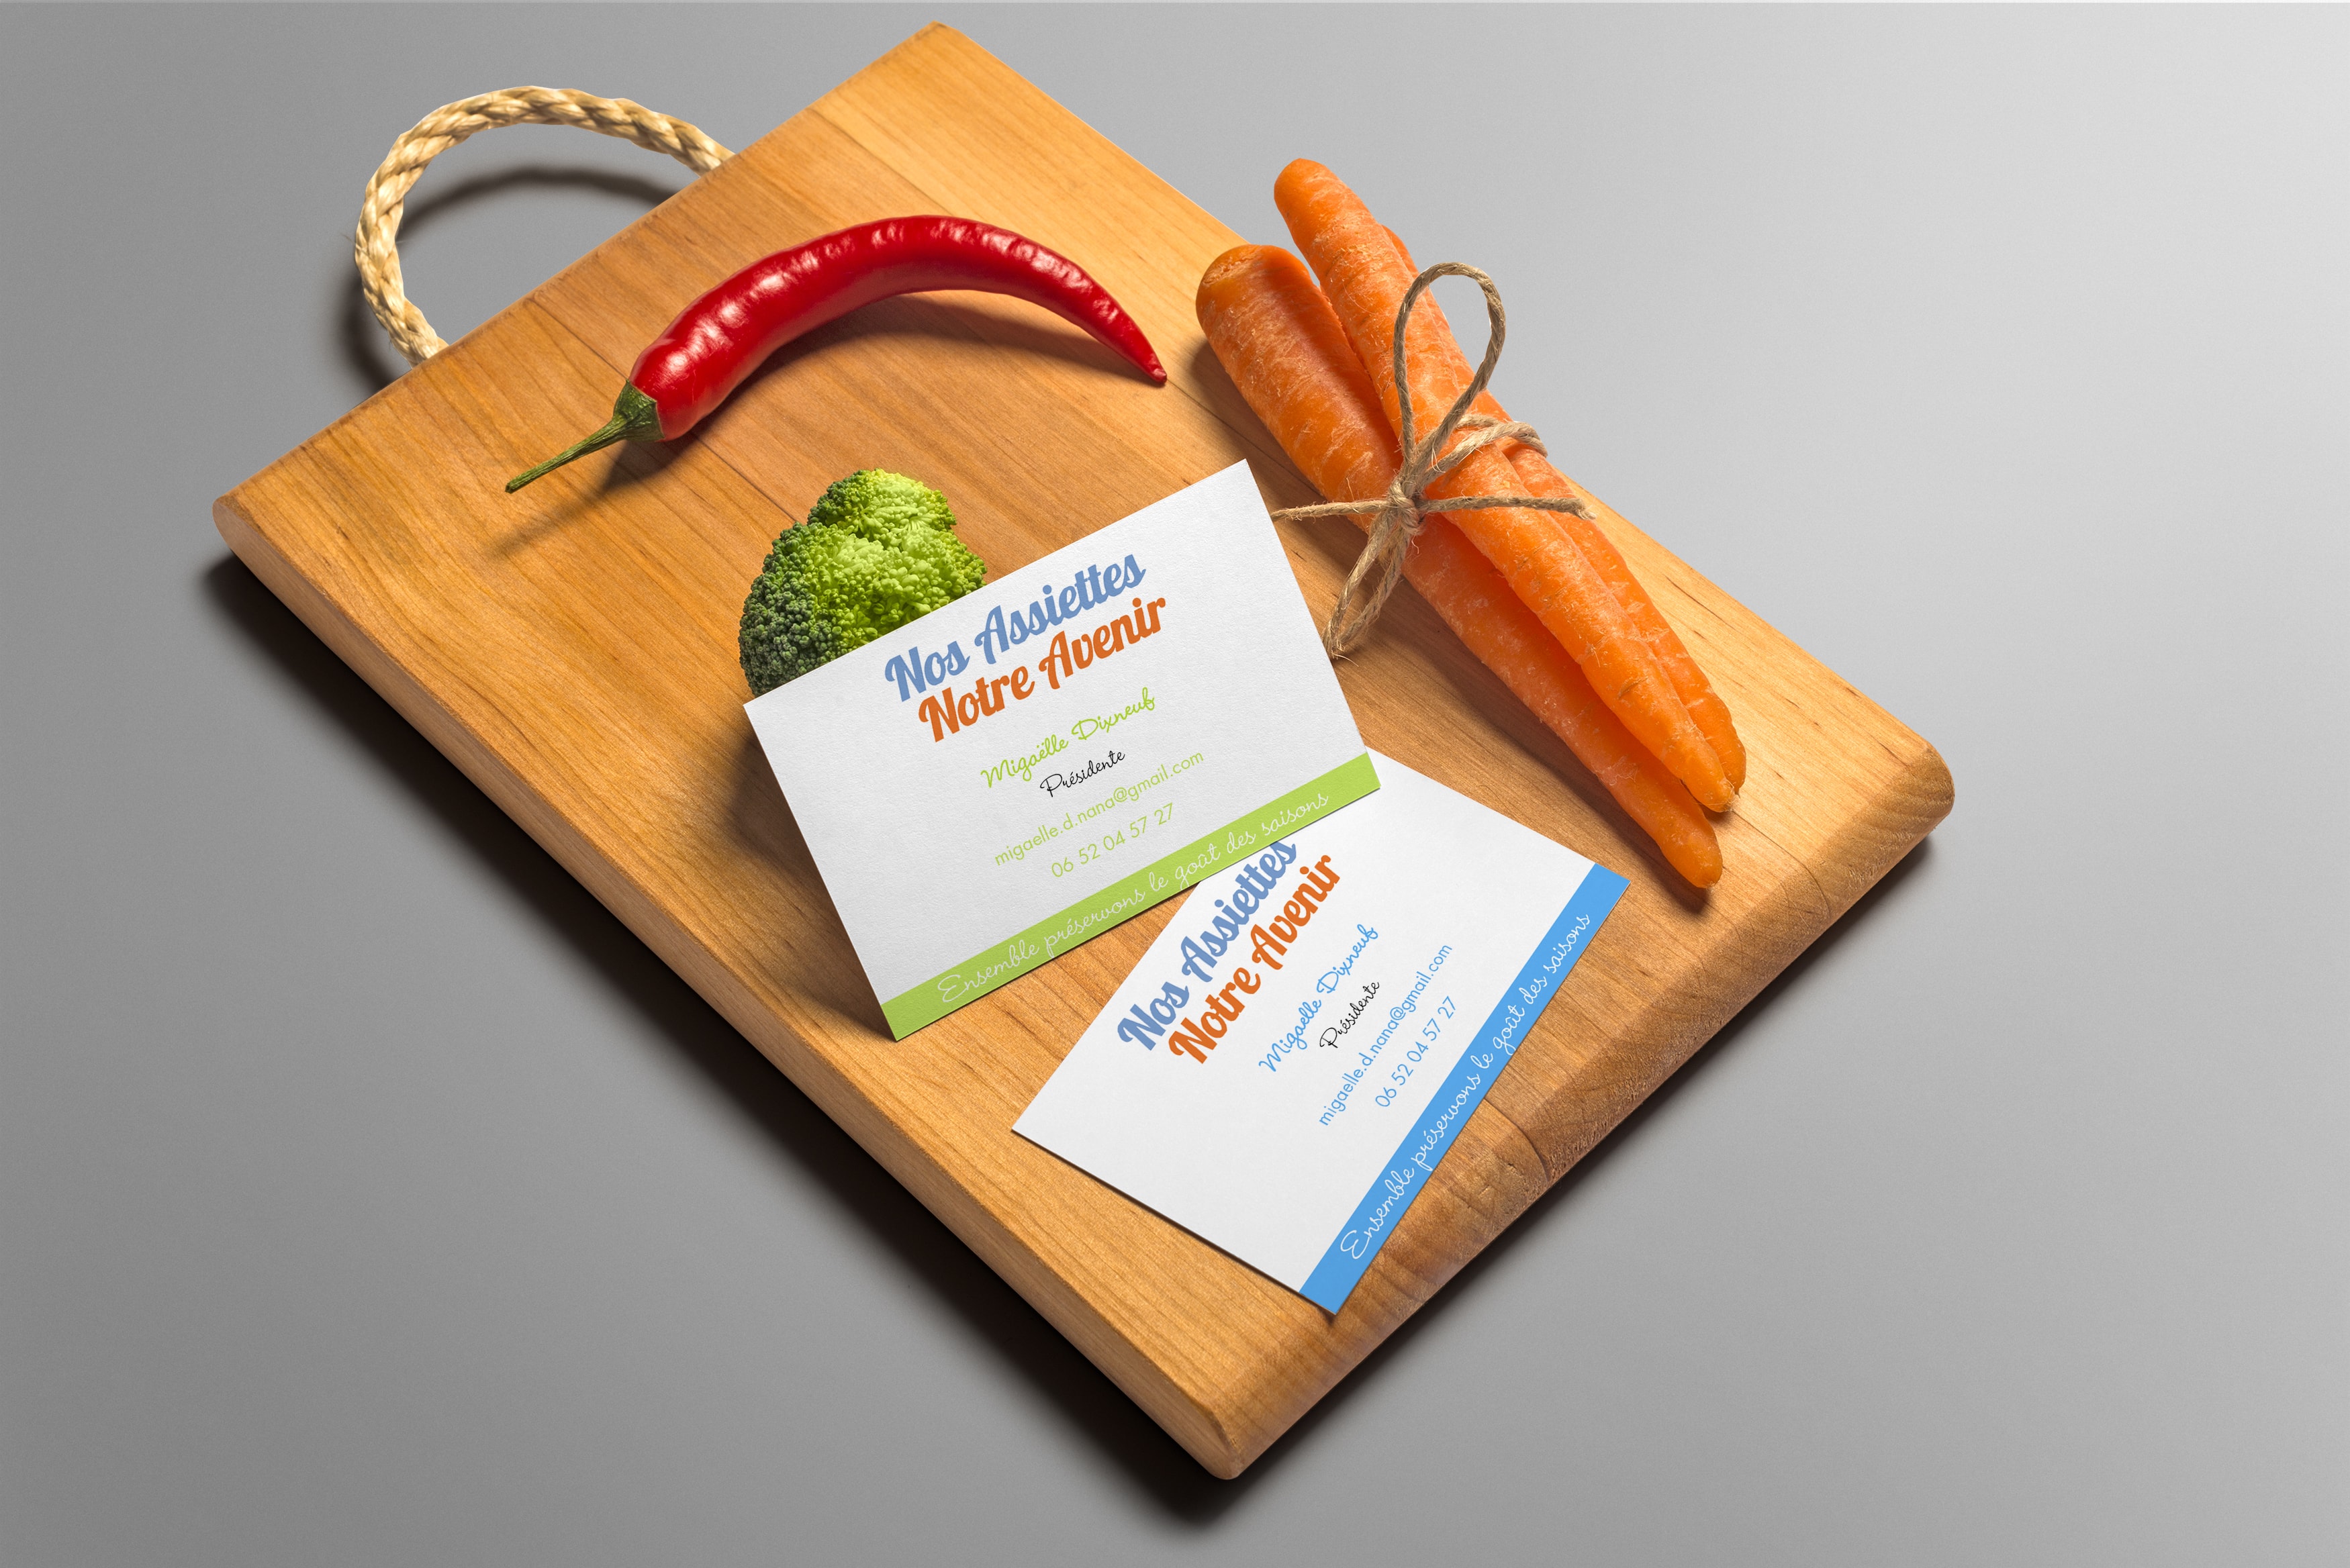 Nos Assiettes
Notre Avenir
Migaëlle Dixneuf
Présidente
migaelle.d.nana@gmail.com
06 52 04 57 27
Ensemble préservons le goût des saisons
Nos Assiettes
Notre Avenir
Migaelle Dixneuf
Présidente
migaelle.d.nana@gmail.com
06 52 04 57 27
Ensemble préservons le goût des saisons